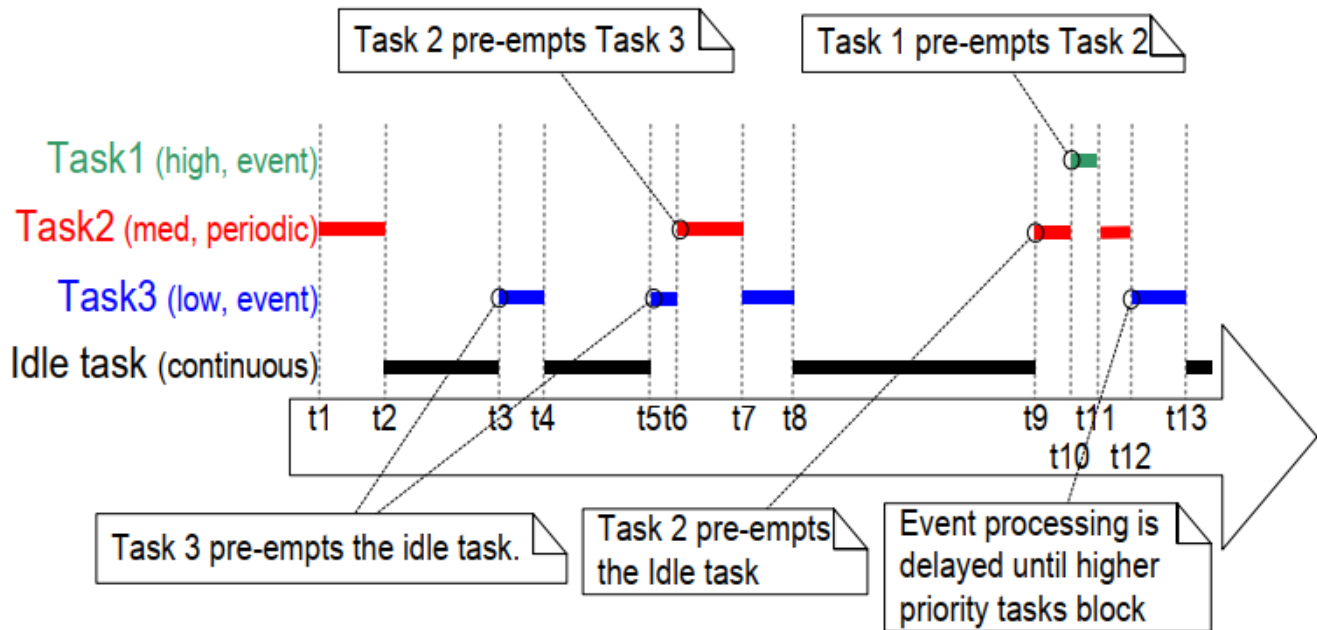 Task 2 pre-empts Task 3
Task 1 pre-empts Task 2
Task1 (high, event)
Task2 (med, periodic)
Task3 (low, event)
Idle task (continuous)
t1 t2 t3 t4 t5 t6 t7 t8 t9 t11 t13
t10 t12
Task 3 pre-empts the idle task.
Task 2 pre-empts
the Idle task
Event processing is
delayed until higher
priority tasks block